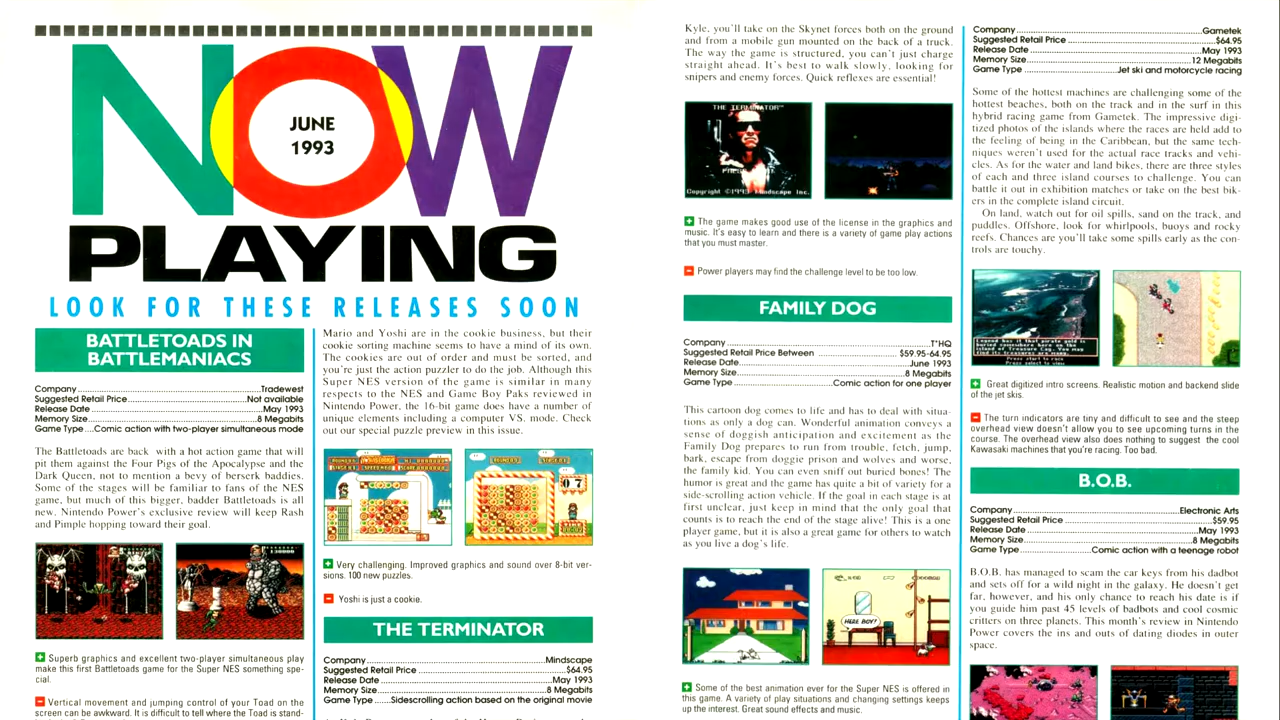 NOW
JUNE
1993
PLAYING
LOOK FOR THESE RELEASES SOON
BATTLETOADS IN
BATTLEMANIACS
Company..........Tradewest
Suggested Retail Price..........Not available
Release Date..........May 1993
Memory Size..........8 Megabits
Game Type....Comic action with two-player simultaneous mode
The Battletoads are back with a hot action game that will
pit them against the Four Pigs of the Apocalypse and the
Dark Queen, not to mention a bevy of berserk baddies.
Some of the stages will be familiar to fans of the NES
game, but much of this bigger, badder Battletoads is all
new. Nintendo Power's exclusive review will keep Rash
and Pimple hopping toward their goal.
+ Superb graphics and excellent two-player simultaneous play
make this first Battletoads game for the Super NES something spe-
cial.
- Vertical movement and jumping control of your Toad on the
screen can be awkward. It is difficult to tell where the Toad is stand-
Mario and Yoshi are in the cookie business, but their
cookie sorting machine seems to have a mind of its own.
are out of order and must be sorted, and
just the action puzzler to do the job. Although this
Super NES version of the game is similar in many
respects to the NES and Game Boy Paks reviewed in
Nintendo Power, the 16-bit game does have a number of
unique elements including a computer VS. mode. Check
out our special puzzle preview in this issue.
07
+ Very challenging. Improved graphics and sound over 8-bit ver-
sions. 100 new puzzles.
- Yoshi is just a cookie.
THE TERMINATOR
Company..........Mindscape
Suggested Retail Price..........$64.95
Release Date..........May 1993
Memory Size..........8 Megabits
Game Type..........Sidescrolling action based on the original movie
Kyle, you'll take on the Skynet forces both on the ground
and from a mobile gun mounted on the back of a truck.
The way the game is structured, you can't just charge
straight ahead. It's best to walk slowly, looking for
snipers and enemy forces. Quick reflexes are essential!
THE TERMINATOR™
Copyright ©1993 Mindscape Inc.
+ The game makes good use of the license in the graphics and
music. It's easy to learn and there is a variety of game play actions
that you must master.
- Power players may find the challenge level to be too low.
FAMILY DOG
Company..........T*HQ
Suggested Retail Price Between ..........$59.95-64.95
Release Date..........June 1993
Memory Size..........8 Megabits
Game Type..........Comic action for one player
This cartoon dog comes to life and has to deal with situa-
tions as only a dog can. Wonderful animation conveys a
sense of doggish anticipation and excitement as the
Family Dog prepares to run from trouble, fetch, jump,
bark, escape from doggie prison and wolves and worse,
the family kid. You can even sniff out buried bones! The
humor is great and the game has quite a bit of variety for a
side-scrolling action vehicle. If the goal in each stage is at
first unclear, just keep in mind that the only goal that
counts is to reach the end of the stage alive! This is a one
player game, but it is also a great game for others to watch
as you live a dog's life.
HERE BOY!
+ Some of the best animation ever for the Super NES is offered in
this game. A variety of play situations and changing settings keeps
up the interest. Great sound effects and music.
Company..........Gametek
Suggested Retail Price ..........$64.95
Release Date ..........May 1993
Memory Size..........12 Megabits
Game Type..........Jet ski and motorcycle racing
Some of the hottest machines are challenging some of the
hottest beaches, both on the track and in the surf in this
hybrid racing game from Gametek. The impressive digi-
tized photos of the islands where the races are held add to
the feeling of being in the Caribbean, but the same tech-
niques weren't used for the actual race tracks and vehi-
cles. As for the water and land bikes, there are three styles
of each and three island courses to challenge. You can
battle it out in exhibition matches or take on the best bik-
ers in the complete island circuit.
On land, watch out for oil spills, sand on the track, and
puddles. Offshore, look for whirlpools, buoys and rocky
reefs. Chances are you'll take some spills early as the con-
trols are touchy.
Legend has it that pirate gold is
buried somewhere here on the
island of Treasure Cay. You may
find its treasures are many.
Press start to race
Press select to view
+ Great digitized intro screens. Realistic motion and backend slide
of the jet skis.
- The turn indicators are tiny and difficult to see and the steep
overhead view doesn't allow you to see upcoming turns in the
course. The overhead view also does nothing to suggest the cool
Kawasaki machines that you're racing. Too bad.
B.O.B.
Company..........Electronic Arts
Suggested Retail Price ..........$59.95
Release Date ..........May 1993
Memory Size..........8 Megabits
Game Type..........Comic action with a teenage robot
B.O.B. has managed to scam the car keys from his dadbot
and sets off for a wild night in the galaxy. He doesn't get
far, however, and his only chance to reach his date is if
you guide him past 45 levels of badbots and cool cosmic
critters on three planets. This month's review in Nintendo
Power covers the ins and outs of dating diodes in outer
space.